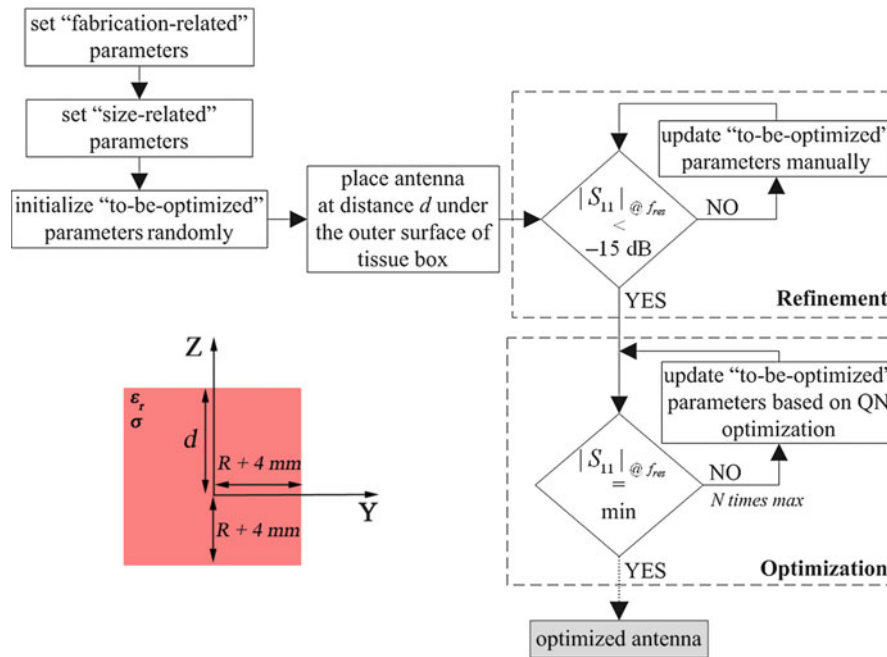 set “fabrication-related”
parameters
set “size-related”
parameters
initialize “to-be-optimized”
parameters randomly
place antenna
at distance d under
the outer surface of
tissue box
update “to-be-optimized”
parameters manually
|S₁₁|@ fres
<
−15 dB
NO
YES
Refinement
update “to-be-optimized”
parameters based on QN
optimization
|S₁₁|@ fres
=
min
NO
N times max
YES
Optimization
optimized antenna
Z
εr
σ
d
R + 4 mm
Y
R + 4 mm